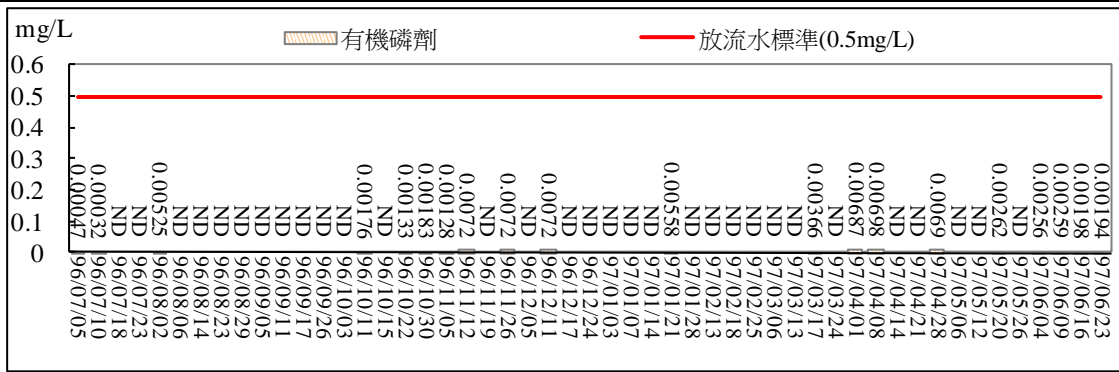 mg/L
有機磷劑
放流水標準(0.5mg/L)
0.6
0.5
0.4
0.3
0.2
0.1
0
0.00047
0.00032
ND
ND
0.00525
ND
ND
ND
ND
ND
ND
ND
ND
ND
0.00176
ND
0.00133
0.00183
0.00128
0.0072
ND
0.0072
ND
0.0072
ND
ND
ND
ND
ND
0.00558
ND
ND
ND
ND
ND
ND
0.00366
ND
0.00687
0.00698
ND
ND
0.0069
ND
ND
0.00262
ND
0.00256
0.00259
0.00198
0.00194
96/07/05
96/07/10
96/07/18
96/07/23
96/08/02
96/08/06
96/08/14
96/08/23
96/08/29
96/09/05
96/09/11
96/09/17
96/09/26
96/10/03
96/10/11
96/10/15
96/10/22
96/10/30
96/11/05
96/11/12
96/11/19
96/11/26
96/12/05
96/12/11
96/12/17
96/12/24
97/01/03
97/01/07
97/01/14
97/01/21
97/01/28
97/02/13
97/02/18
97/02/25
97/03/06
97/03/13
97/03/17
97/03/24
97/04/01
97/04/08
97/04/14
97/04/21
97/04/28
97/05/06
97/05/12
97/05/20
97/05/26
97/06/04
97/06/09
97/06/16
97/06/23